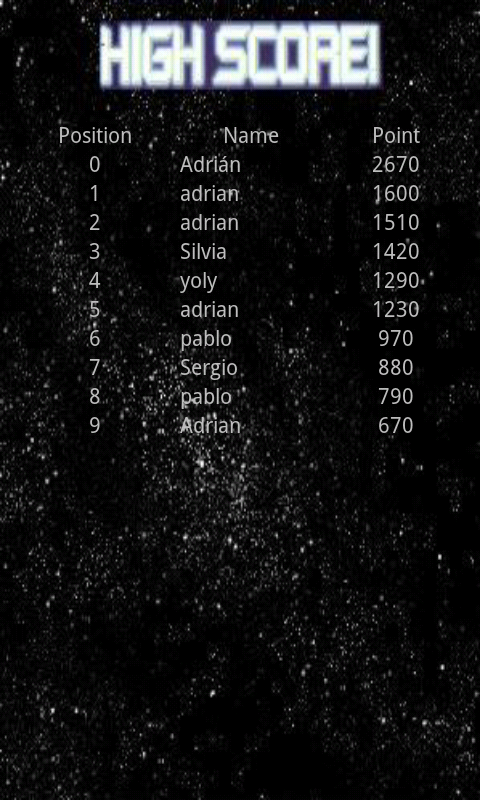 HIGH SCORE!
Position Name Point
0 Adrián 2670
1 adrian 1600
2 adrian 1510
3 Silvia 1420
4 yoly 1290
5 adrian 1230
6 pablo 970
7 Sergio 880
8 pablo 790
9 Adrian 670